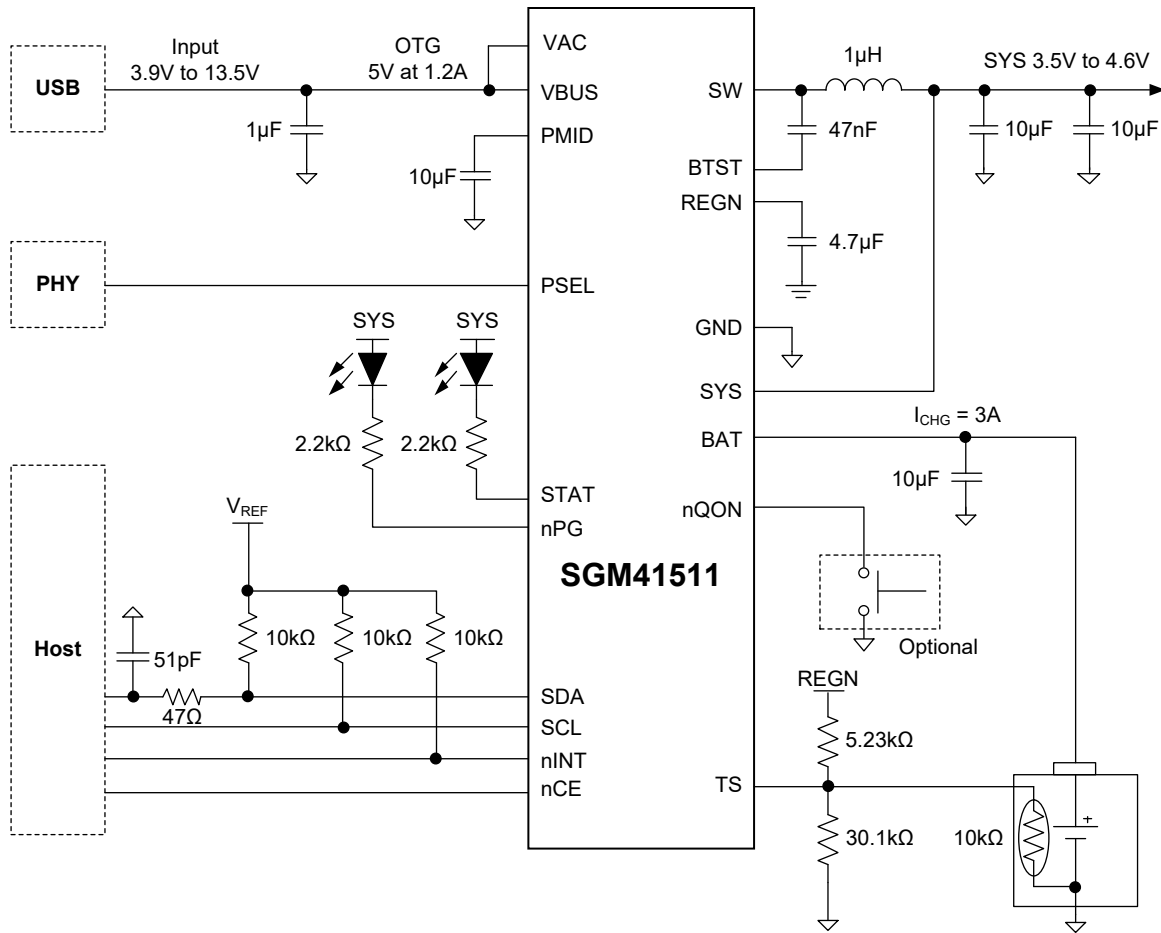 Input
3.9V to 13.5V
OTG
5V at 1.2A
USB
1μF
10μF
VAC
VBUS
PMID
SW
BTST
REGN
1μH
SYS 3.5V to 4.6V
47nF
10μF
10μF
4.7μF
PHY
PSEL
GND
SYS
SYS
SYS
2.2kΩ
2.2kΩ
STAT
nPG
BAT
I_CHG = 3A
10μF
nQON
SGM41511
Optional
V_REF
Host
51pF
10kΩ
10kΩ
10kΩ
47Ω
SDA
SCL
nINT
nCE
REGN
5.23kΩ
TS
30.1kΩ
10kΩ
+